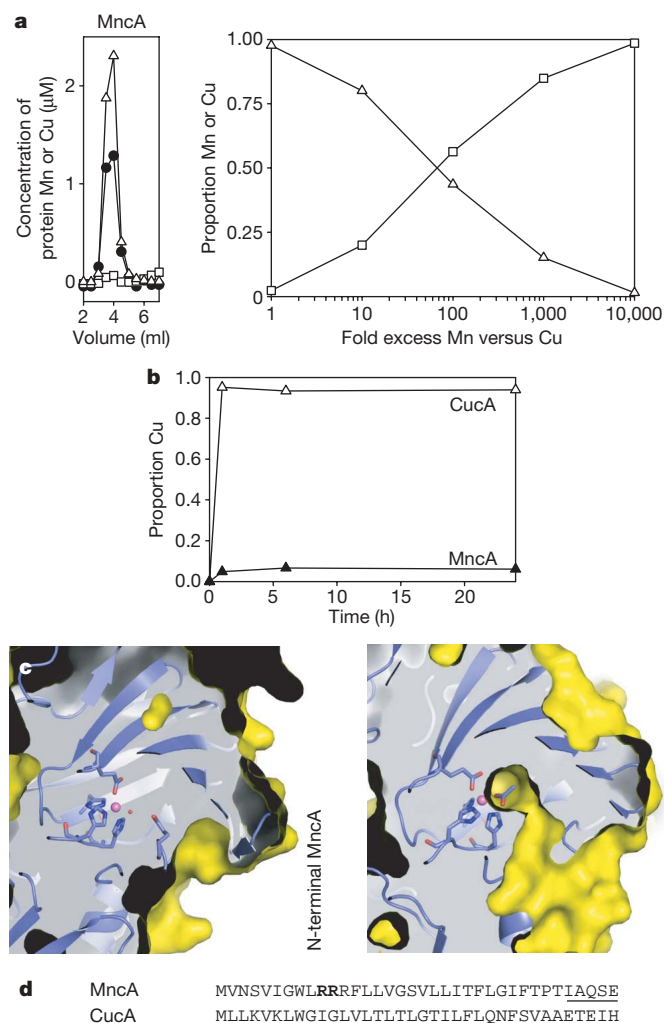 a
MncA
Concentration of
protein Mn or Cu (μM)
2
1
0
2 4 6
Volume (ml)
Proportion Mn or Cu
1.00
0.75
0.50
0.25
0
1 10 100 1,000 10,000
Fold excess Mn versus Cu
b
Proportion Cu
1.0
0.8
0.6
0.4
0.2
0.0
CucA
MncA
0 5 10 15 20
Time (h)
c
N-terminal MncA
d MncA MVNSVIGWLRRRFLLVGSVLLITFLGIFTPTIAQSE
CucA MLLKVKLWGIGLVLTLTLGTILFLQNFSVAAETEIH